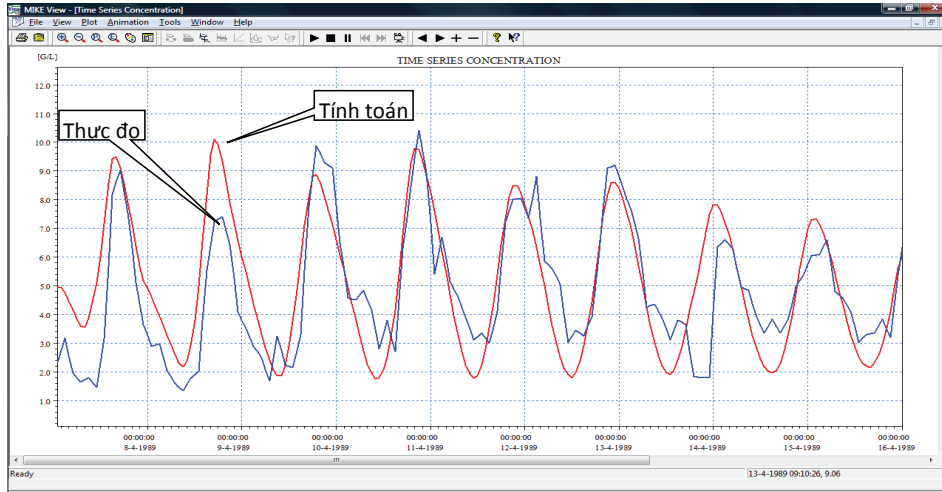 MIKE View - [Time Series Concentration]
File View Plot Animation Tools Window Help
[G/L]
TIME SERIES CONCENTRATION
12.0
11.0
10.0
9.0
8.0
7.0
6.0
5.0
4.0
3.0
2.0
1.0
Tính toán
Thực đo
00:00:00 00:00:00 00:00:00 00:00:00 00:00:00 00:00:00 00:00:00 00:00:00 00:00:00
8-4-1989 9-4-1989 10-4-1989 11-4-1989 12-4-1989 13-4-1989 14-4-1989 15-4-1989 16-4-1989
Ready 13-4-1989 09:10:26, 9.06